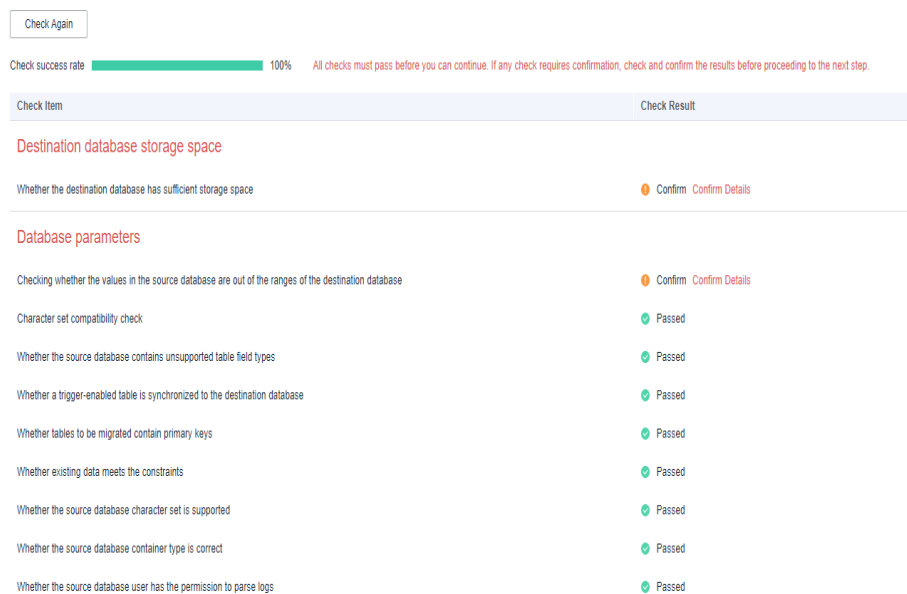 Check Again
Check success rate 100% All checks must pass before you can continue. If any check requires confirmation, check and confirm the results before proceeding to the next step.
Check Item Check Result
Destination database storage space
Whether the destination database has sufficient storage space Confirm Confirm Details
Database parameters
Checking whether the values in the source database are out of the ranges of the destination database Confirm Confirm Details
Character set compatibility check Passed
Whether the source database contains unsupported table field types Passed
Whether a trigger-enabled table is synchronized to the destination database Passed
Whether tables to be migrated contain primary keys Passed
Whether existing data meets the constraints Passed
Whether the source database character set is supported Passed
Whether the source database container type is correct Passed
Whether the source database user has the permission to parse logs Passed